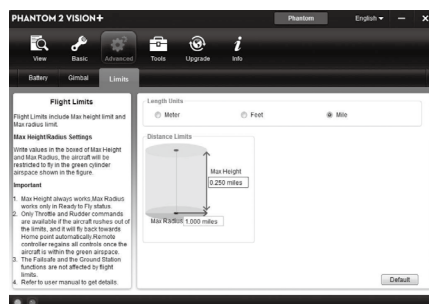 PHANTOM 2 VISION+
Phantom
English
View
Basic
Advanced
Tools
Upgrade
Info
Battery
Gimbal
Limits
Flight Limits
Flight Limits include Max height limit and
Max radius limit.
Max Height/Radius Settings
Write values in the boxed of Max Height
and Max Radius, the aircraft will be
restricted to fly in the green cylinder
airspace shown in the figure.
Important
1. Max Height always works,Max Radius
works only in Ready to Fly status.
2. Only Throttle and Rudder commands
are available if the aircraft rushes out of
the limits, and it will fly back towards
Home point automatically.Remote
controller regains all controls once the
aircraft is within the green airspace.
3. The Failsafe and the Ground Station
functions are not affected by flight
limits.
4. Refer to user manual to get details.
Length Units
Meter
Feet
Mile
Distance Limits
Max Height
0.250 miles
Max Radius 1.000 miles
Default